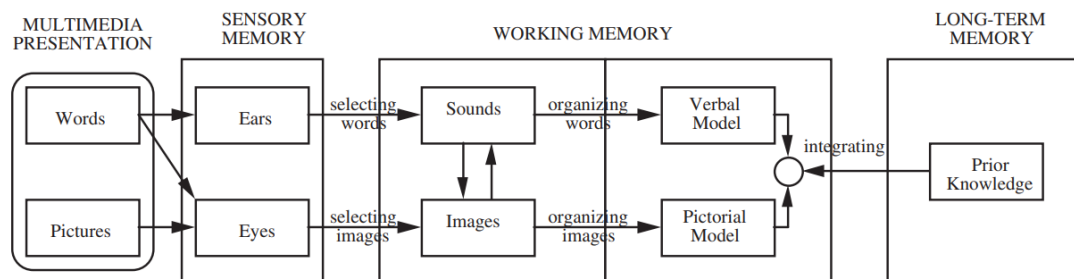 MULTIMEDIA
PRESENTATION
SENSORY
MEMORY
WORKING MEMORY
LONG-TERM
MEMORY
Words
Ears
selecting
words
Sounds
organizing
words
Verbal
Model
integrating
Prior
Knowledge
Pictures
Eyes
selecting
images
Images
organizing
images
Pictorial
Model